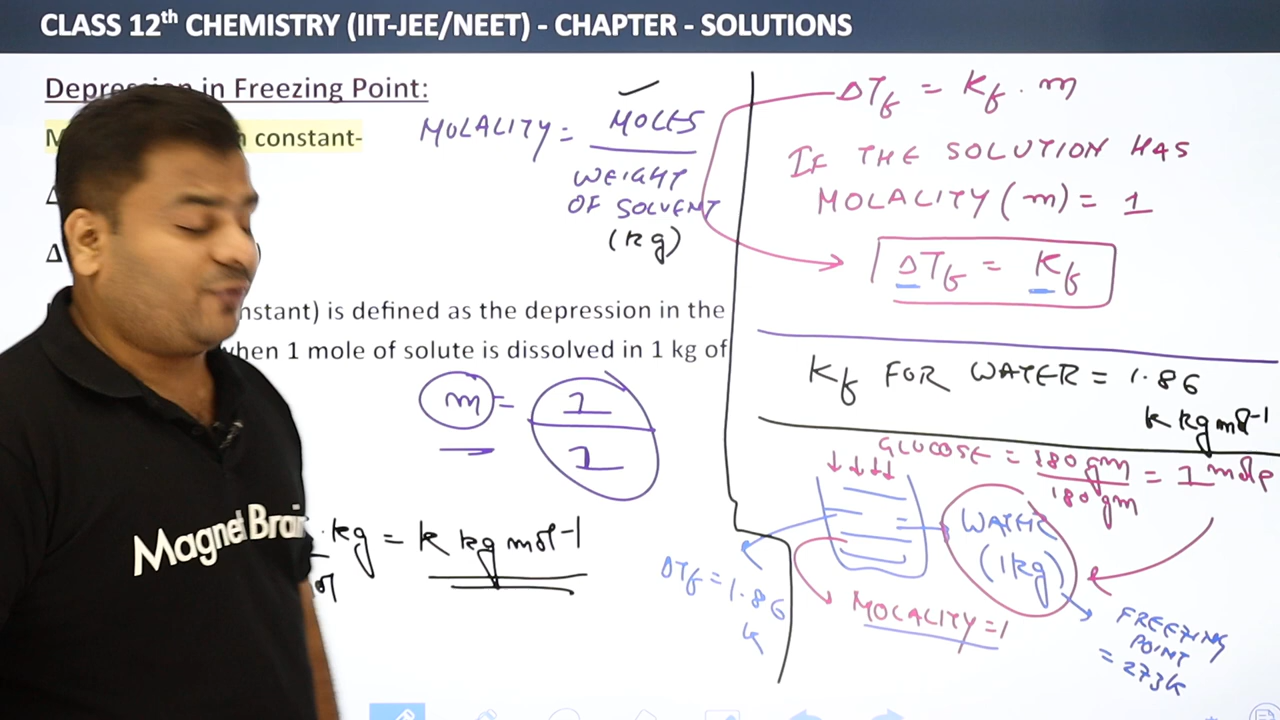 CLASS 12th CHEMISTRY (IIT-JEE/NEET) - CHAPTER - SOLUTIONS
Depression in Freezing Point:
constant-
MOLALITY = MOLES
WEIGHT
OF SOLVENT
(kg)
nstant) is defined as the depression in the
when 1 mole of solute is dissolved in 1 kg of
m = 1
1
. kg = K kg mol-1
ΔTf = Kf . m
IF THE SOLUTION HAS
MOLALITY (m) = 1
ΔTf = Kf
Kf FOR WATER = 1.86
K kg mol-1
GLUCOSE = 180 gm = 1 mole
180 gm
WATER
(1kg)
ΔTf = 1.86
K
MOLALITY = 1
FREEZING
POINT
= 273K
Magnet Brain